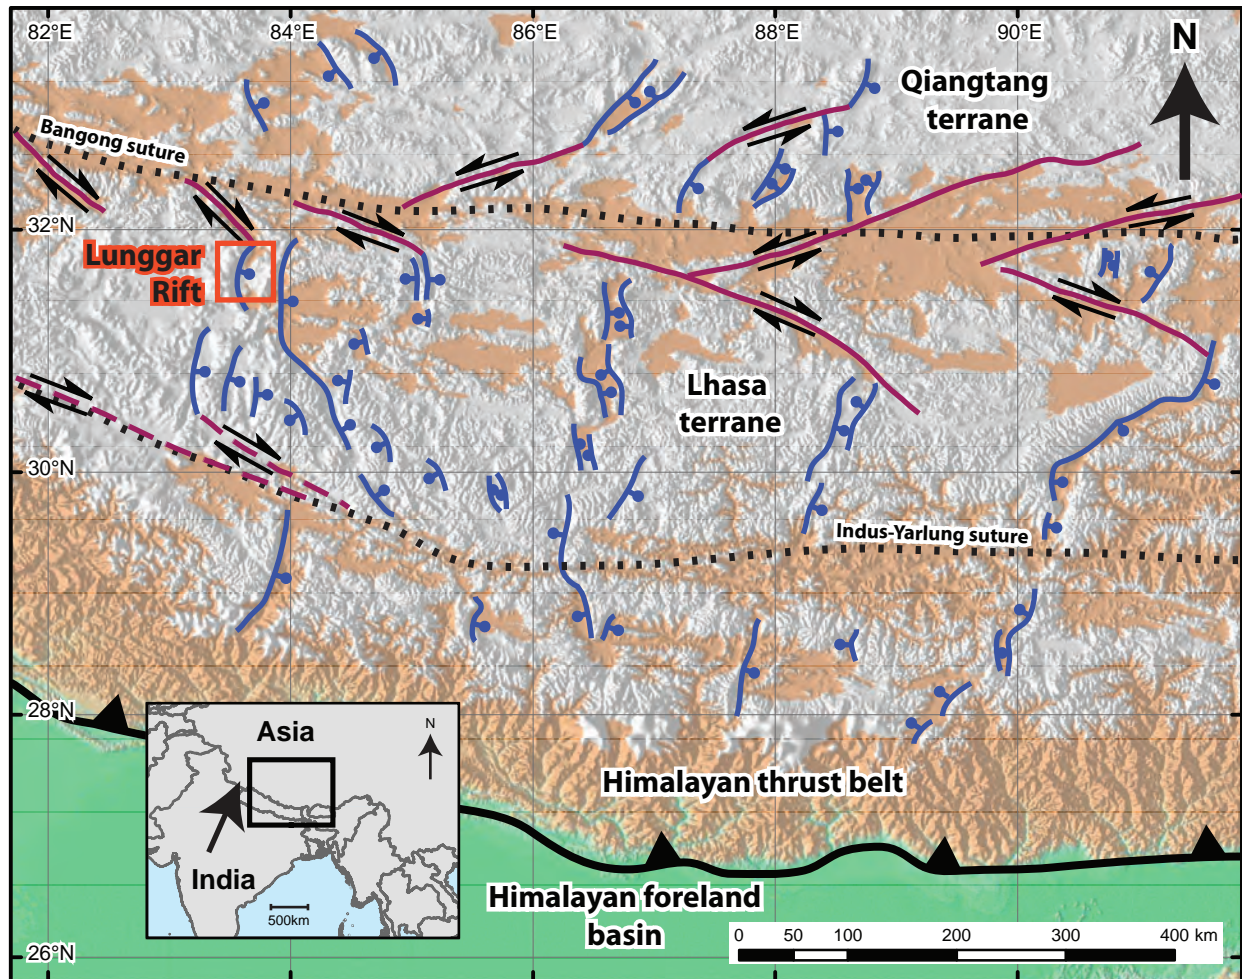 82°E 84°E 86°E 88°E 90°E
N
Qiangtang
terrane
Bangong suture
32°N
Lunggar
Rift
Lhasa
terrane
30°N
Indus-Yarlung suture
28°N
Asia
N
India
500km
Himalayan thrust belt
Himalayan foreland
basin
26°N
0 50 100 200 300 400 km